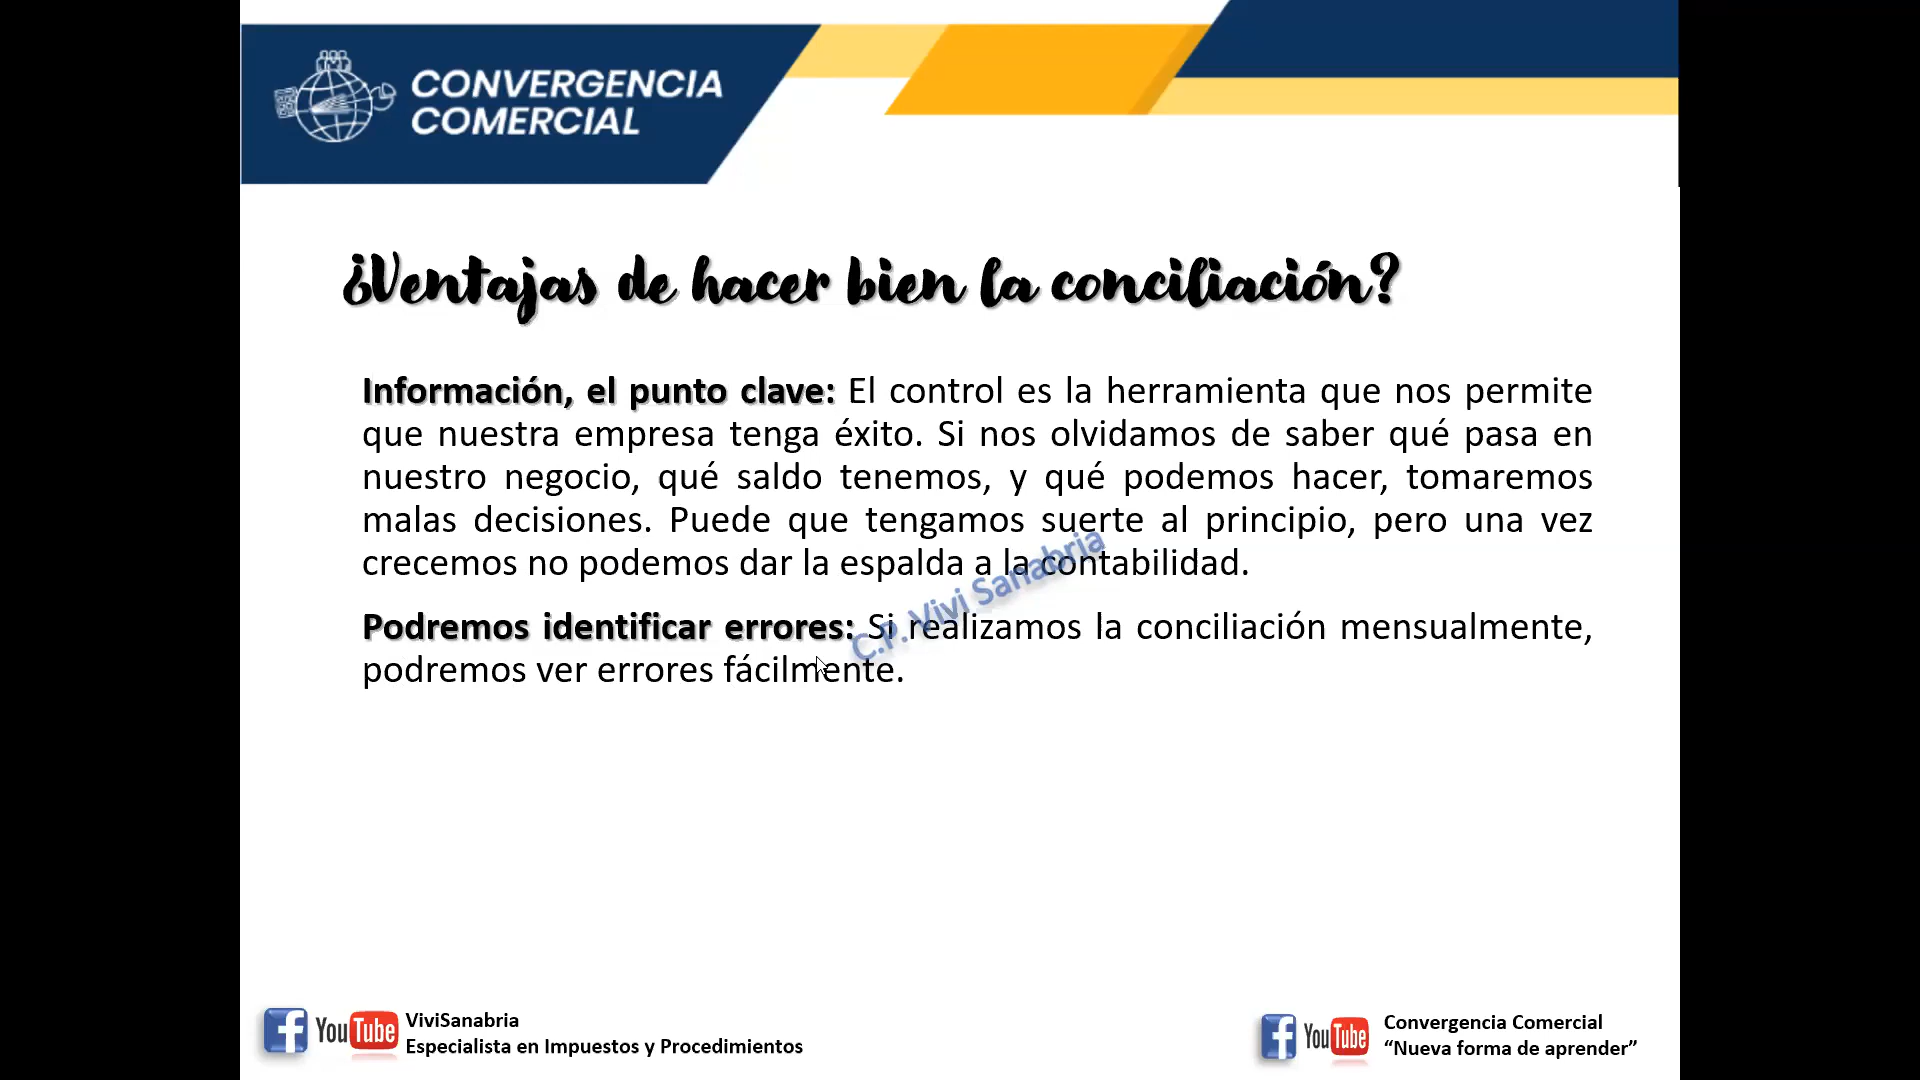 CONVERGENCIA
COMERCIAL
¿Ventajas de hacer bien la conciliación?
Información, el punto clave: El control es la herramienta que nos permite
que nuestra empresa tenga éxito. Si nos olvidamos de saber qué pasa en
nuestro negocio, qué saldo tenemos, y qué podemos hacer, tomaremos
malas decisiones. Puede que tengamos suerte al principio, pero una vez
crecemos no podemos dar la espalda a la contabilidad.
C.P. Vivi Sanabria
Podremos identificar errores: Si realizamos la conciliación mensualmente,
podremos ver errores fácilmente.
f YouTube ViviSanabria
Especialista en Impuestos y Procedimientos
f YouTube Convergencia Comercial
“Nueva forma de aprender”